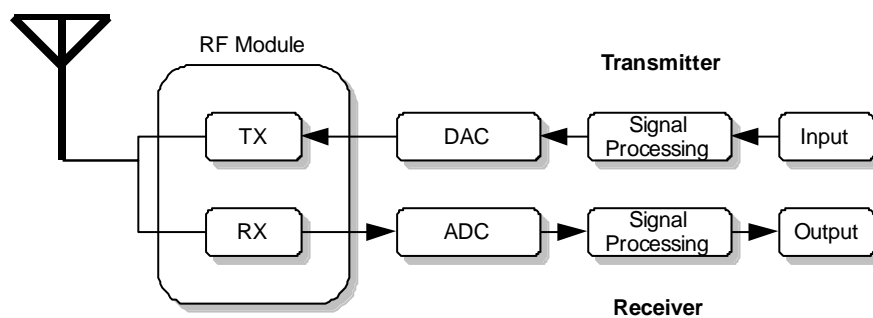 RF Module
Transmitter
TX
DAC
Signal
Processing
Input
RX
ADC
Signal
Processing
Output
Receiver